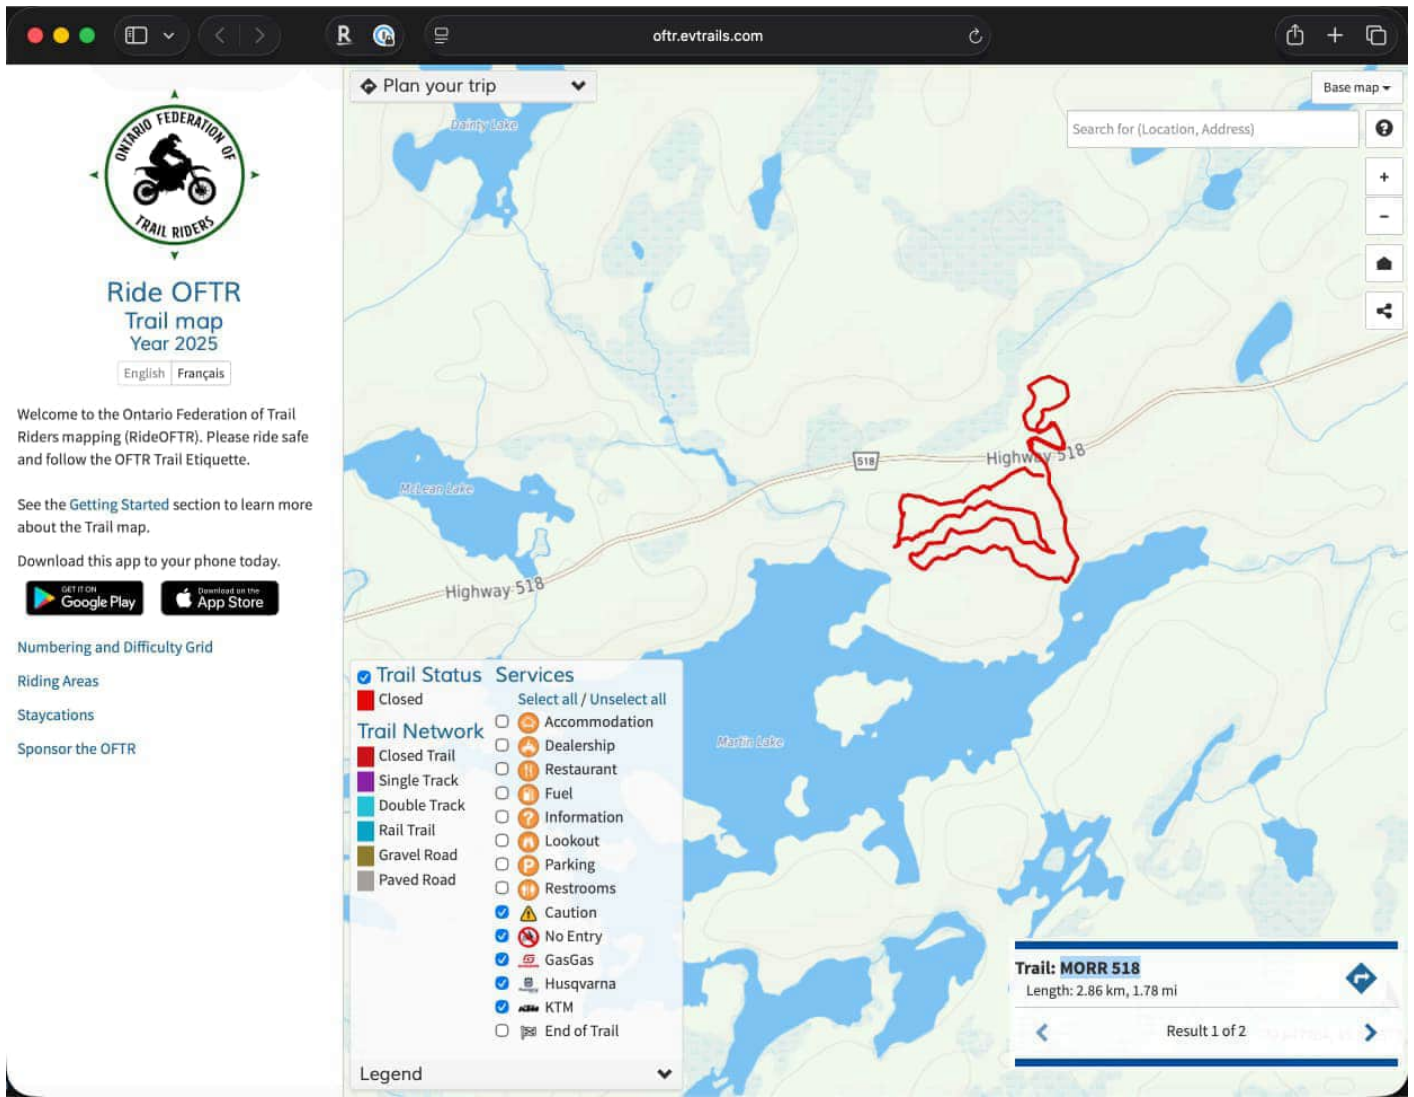 R
oftr.evtrails.com
ONTARIO FEDERATION OF
TRAIL RIDERS
Ride OFTR
Trail map
Year 2025
English
Français
Welcome to the Ontario Federation of Trail
Riders mapping (RideOFTR). Please ride safe
and follow the OFTR Trail Etiquette.
See the Getting Started section to learn more
about the Trail map.
Download this app to your phone today.
GET IT ON
Google Play
Download on the
App Store
Numbering and Difficulty Grid
Riding Areas
Staycations
Sponsor the OFTR
Plan your trip
Base map
Search for (Location, Address)
?
+
−
Dainty Lake
McLean Lake
518
Highway 518
Highway 518
Martin Lake
Trail Status
Closed
Trail Network
Closed Trail
Single Track
Double Track
Rail Trail
Gravel Road
Paved Road
Services
Select all / Unselect all
Accommodation
Dealership
Restaurant
Fuel
Information
Lookout
Parking
Restrooms
Caution
No Entry
GasGas
Husqvarna
KTM
End of Trail
Legend
Trail: MORR 518
Length: 2.86 km, 1.78 mi
Result 1 of 2